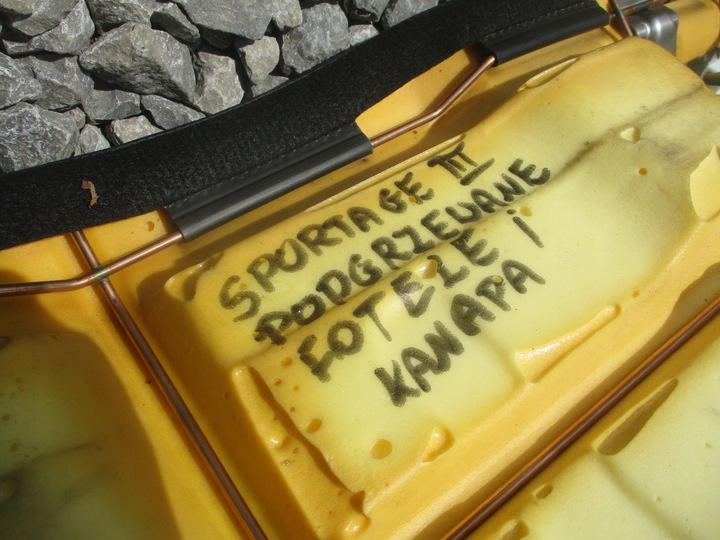 SPORTAGE III
PODGRZEWANE
FOTELE i
KANAPA